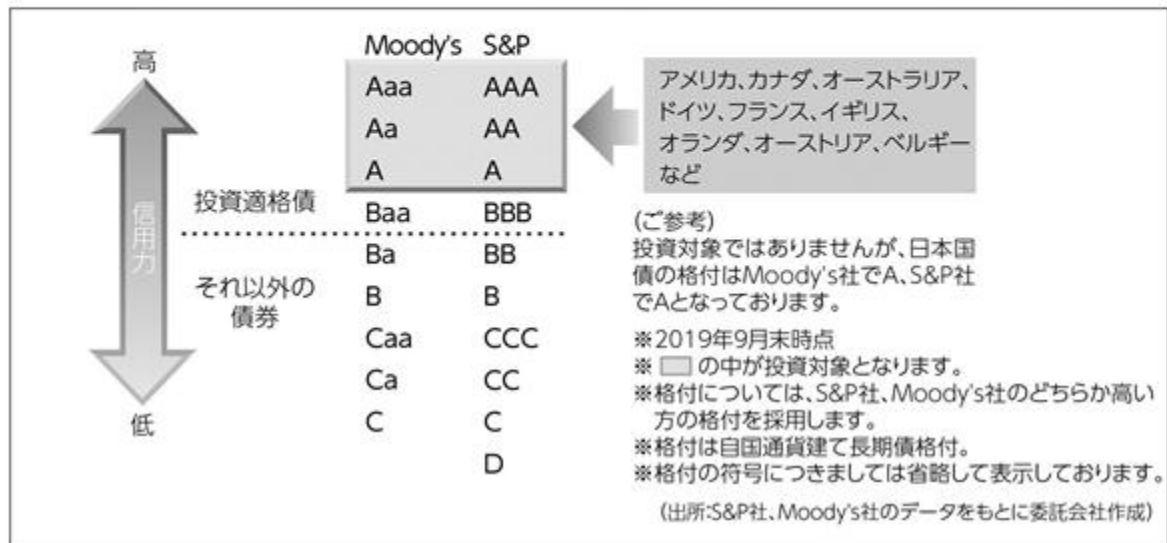 高
信用力
低
投資適格債
それ以外の
債券
Moody's S&P
Aaa AAA
Aa AA
A A
Baa BBB
Ba BB
B B
Caa CCC
Ca CC
C C
D
アメリカ、カナダ、オーストラリア、
ドイツ、フランス、イギリス、
オランダ、オーストリア、ベルギー
など
(ご参考)
投資対象ではありませんが、日本国
債の格付はMoody's社でA、S&P社
でAとなっております。
※2019年9月末時点
※ の中が投資対象となります。
※格付については、S&P社、Moody's社のどちらか高い
方の格付を採用します。
※格付は自国通貨建て長期債格付。
※格付の符号につきましては省略して表示しております。
(出所:S&P社、Moody's社のデータをもとに委託会社作成)